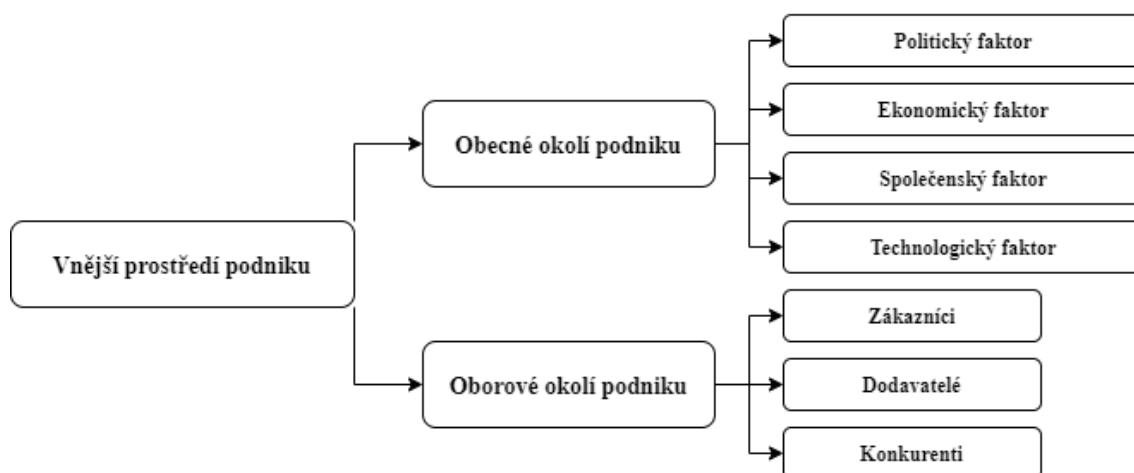 Vnější prostředí podniku
Obecné okolí podniku
Politický faktor
Ekonomický faktor
Společenský faktor
Technologický faktor
Oborové okolí podniku
Zákazníci
Dodavatelé
Konkurenti